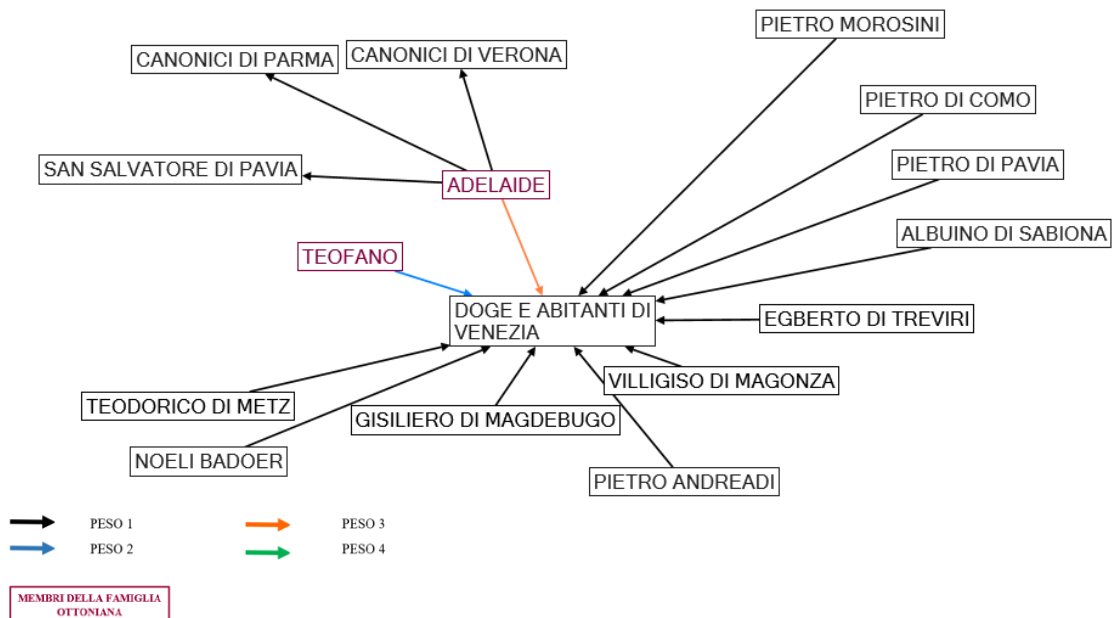 PIETRO MOROSINI
CANONICI DI VERONA
CANONICI DI PARMA
PIETRO DI COMO
PIETRO DI PAVIA
SAN SALVATORE DI PAVIA
ADELAIDE
ALBUINO DI SABIONA
TEOFANO
DOGE E ABITANTI DI
VENEZIA
EGBERTO DI TREVIRI
VILLIGISO DI MAGONZA
TEODORICO DI METZ
GISILIERO DI MAGDEBUGO
NOELI BADOER
PIETRO ANDREADI
PESO 1
PESO 3
PESO 2
PESO 4
MEMBRI DELLA FAMIGLIA
OTTONIANA